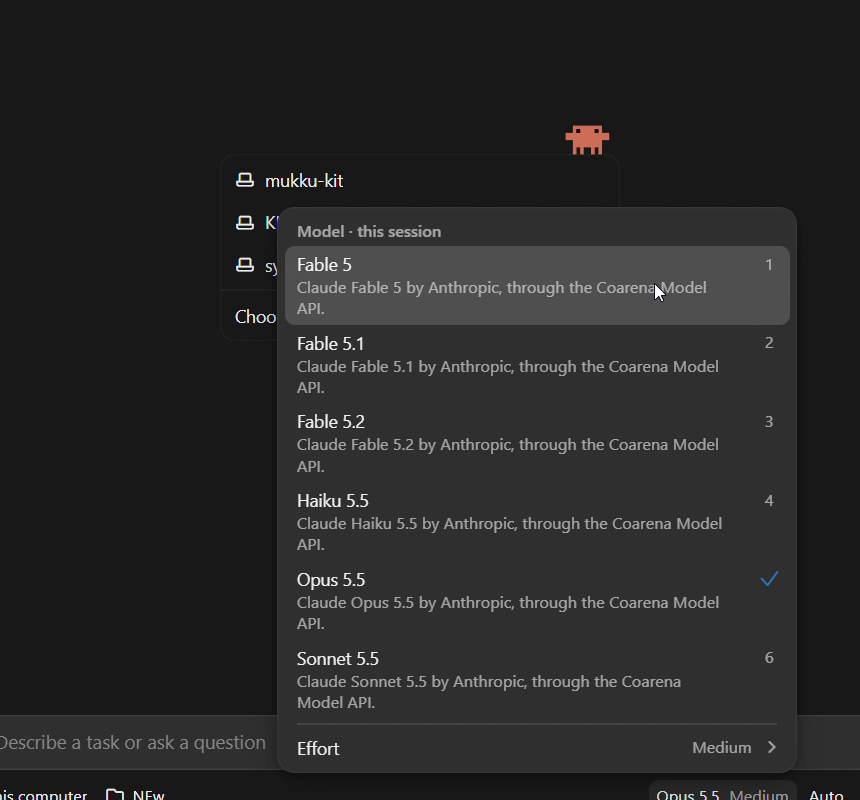 mukku-kit
Model · this session
Fable 5
1
Claude Fable 5 by Anthropic, through the Coarena Model
API.
Choo
Fable 5.1
2
Claude Fable 5.1 by Anthropic, through the Coarena Model
API.
Fable 5.2
3
Claude Fable 5.2 by Anthropic, through the Coarena Model
API.
Haiku 5.5
4
Claude Haiku 5.5 by Anthropic, through the Coarena Model
API.
Opus 5.5
Claude Opus 5.5 by Anthropic, through the Coarena Model
API.
Sonnet 5.5
6
Claude Sonnet 5.5 by Anthropic, through the Coarena
Model API.
Describe a task or ask a question
Effort
Medium
computer
NEw
Opus 5.5 Medium
Auto